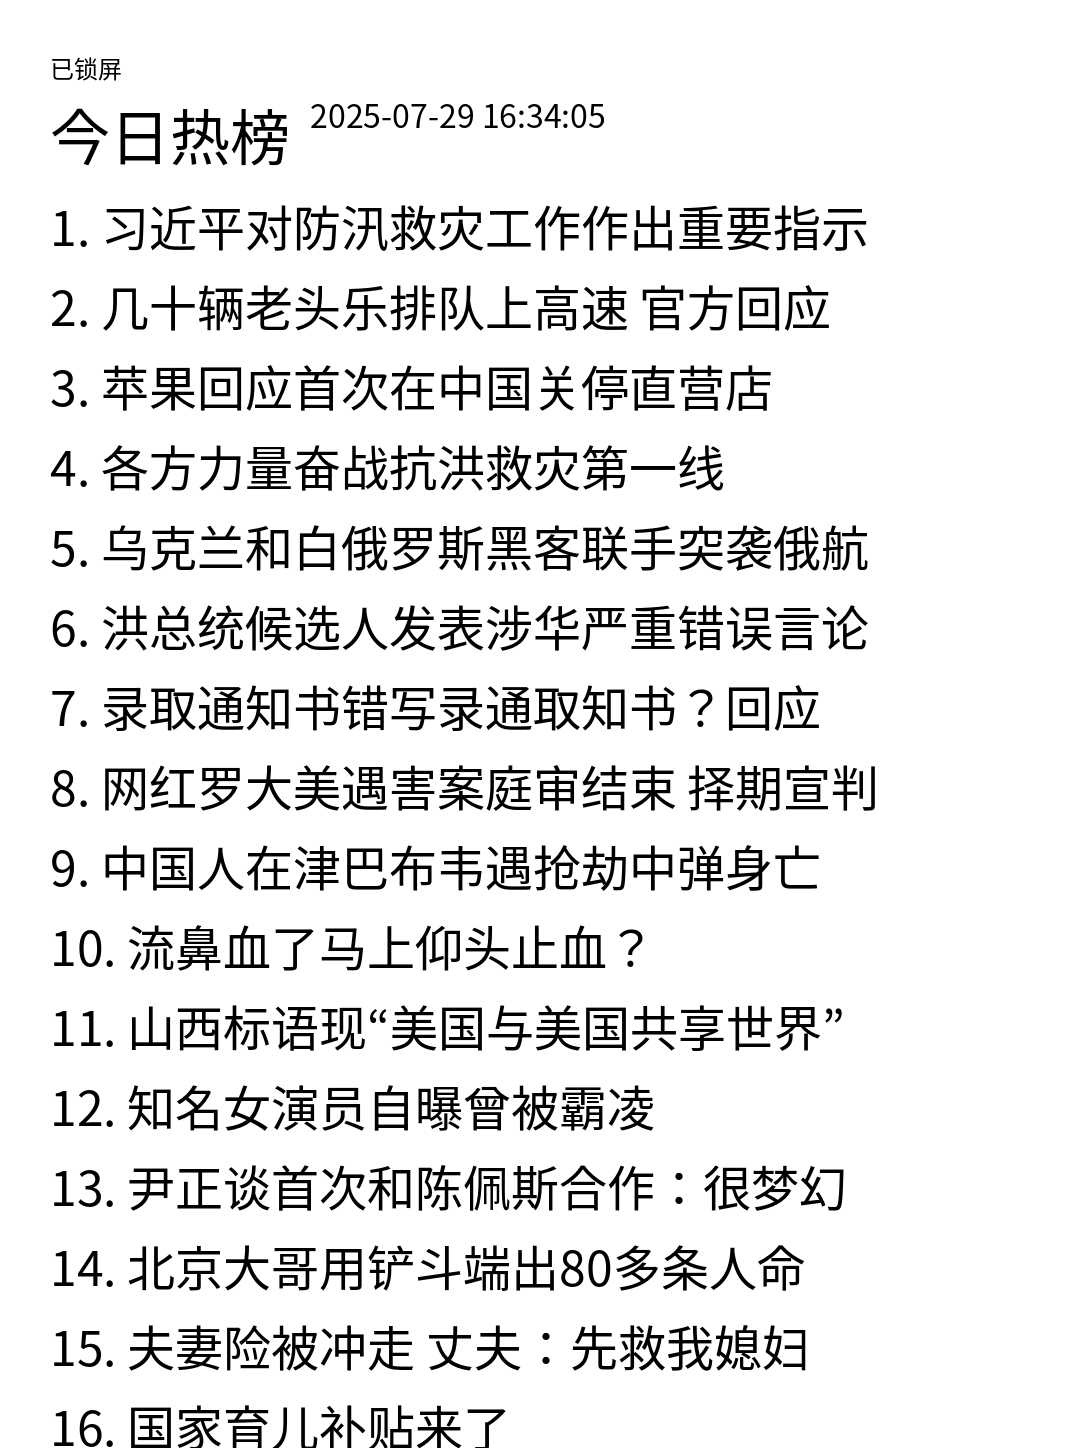 已锁屏
今日热榜 2025-07-29 16:34:05
1. 习近平对防汛救灾工作作出重要指示
2. 几十辆老头乐排队上高速 官方回应
3. 苹果回应首次在中国关停直营店
4. 各方力量奋战抗洪救灾第一线
5. 乌克兰和白俄罗斯黑客联手突袭俄航
6. 洪总统候选人发表涉华严重错误言论
7. 录取通知书错写录通取知书？回应
8. 网红罗大美遇害案庭审结束 择期宣判
9. 中国人在津巴布韦遇抢劫中弹身亡
10. 流鼻血了马上仰头止血？
11. 山西标语现“美国与美国共享世界”
12. 知名女演员自曝曾被霸凌
13. 尹正谈首次和陈佩斯合作：很梦幻
14. 北京大哥用铲斗端出80多条人命
15. 夫妻险被冲走 丈夫：先救我媳妇
16. 国家育儿补贴来了